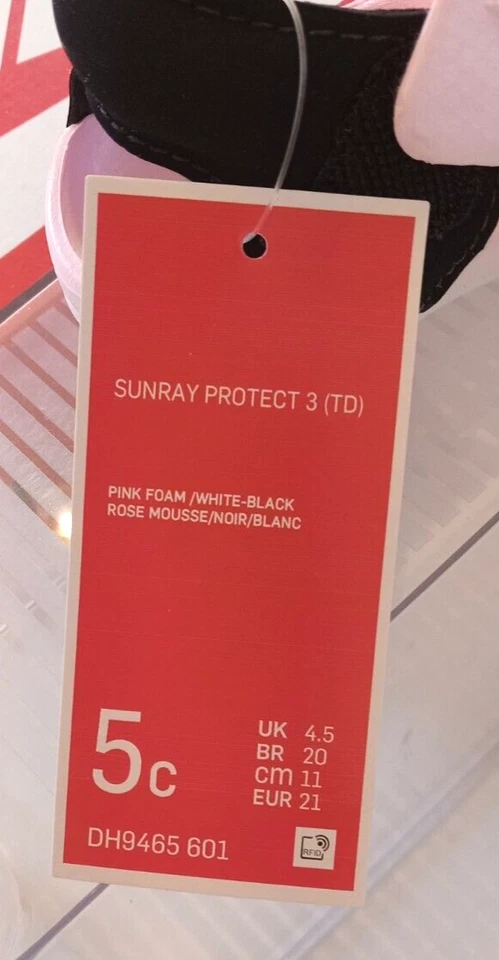 SUNRAY PROTECT 3 (TD)
PINK FOAM /WHITE-BLACK
ROSE MOUSSE/NOIR/BLANC
5c
UK 4.5
BR 20
cm 11
EUR 21
DH9465 601
RFID